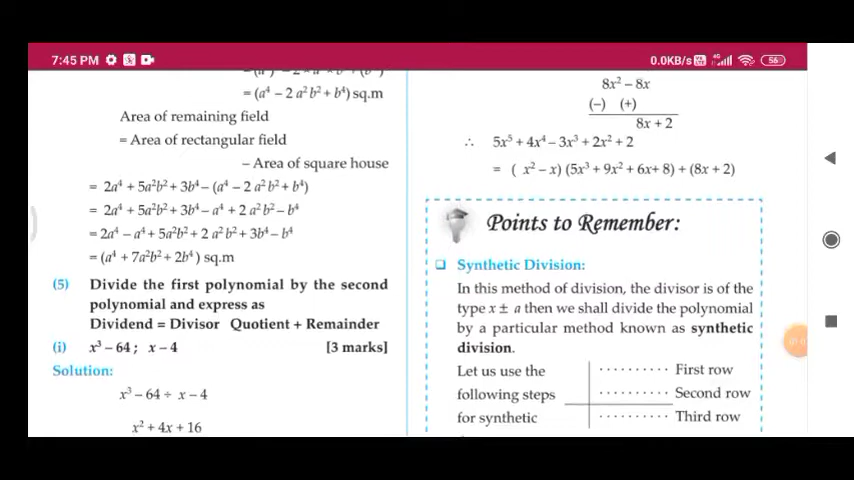 7:45 PM
0.0KB/s 4G 56
= (a⁴ – 2 a²b² + b⁴) sq.m
Area of remaining field
= Area of rectangular field
– Area of square house
= 2a⁴ + 5a²b² + 3b⁴ – (a⁴ – 2 a²b² + b⁴)
= 2a⁴ + 5a²b² + 3b⁴ – a⁴ + 2 a²b² – b⁴
= 2a⁴ – a⁴ + 5a²b² + 2 a²b² + 3b⁴ – b⁴
= (a⁴ + 7a²b² + 2b⁴) sq.m
(5) Divide the first polynomial by the second
polynomial and express as
Dividend = Divisor Quotient + Remainder
(i) x³ – 64 ; x – 4 [3 marks]
Solution:
x³ – 64 ÷ x – 4
x² + 4x + 16
8x² – 8x
(–) (+)
8x + 2
∴ 5x⁵ + 4x⁴ – 3x³ + 2x² + 2
= ( x² – x) (5x³ + 9x² + 6x + 8) + (8x + 2)
Points to Remember:
Synthetic Division:
In this method of division, the divisor is of the
type x ± a then we shall divide the polynomial
by a particular method known as synthetic
division.
Let us use the
following steps
for synthetic
·········· First row
·········· Second row
·········· Third row